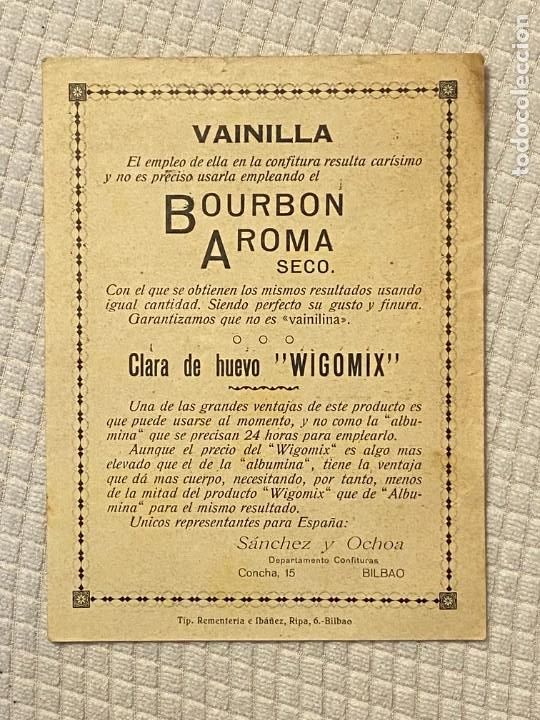 VAINILLA
El empleo de ella en la confitura resulta carísimo
y no es preciso usarla empleando el
BOURBON
AROMA
SECO.
Con el que se obtienen los mismos resultados usando
igual cantidad. Siendo perfecto su gusto y finura.
Garantizamos que no es «vainilina».
Clara de huevo "WIGOMIX"
Una de las grandes ventajas de este producto es
que puede usarse al momento, y no como la "albu-
mina" que se precisan 24 horas para emplearlo.
Aunque el precio del "Wigomix" es algo mas
elevado que el de la "albumina", tiene la ventaja
que dá mas cuerpo, necesitando, por tanto, menos
de la mitad del producto "Wigomix" que de "Albu-
mina" para el mismo resultado.
Unicos representantes para España:
Sánchez y Ochoa
Departamento Confituras
Concha, 15 BILBAO
Tip. Rementería e Ibáñez, Ripa, 6.-Bilbao
todocoleccion